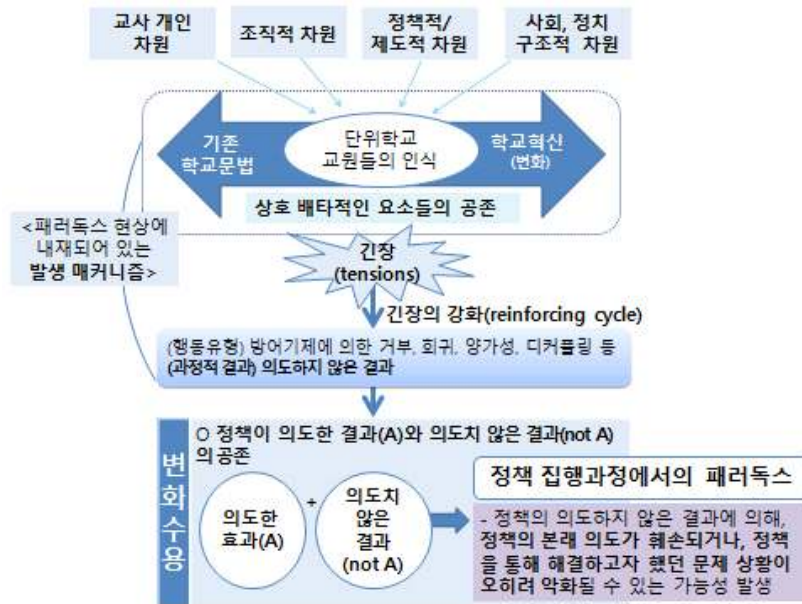 교사 개인
차원
조직적 차원
정책적/
제도적 차원
사회, 정치
구조적 차원
기존
학교문법
단위학교
교원들의 인식
학교혁신
(변화)
상호 배타적인 요소들의 공존
<패러독스 현상에
내재되어 있는
발생 매커니즘>
긴장
(tensions)
긴장의 강화(reinforcing cycle)
(행동유형) 방어기제에 의한 거부, 회귀, 양가성, 디커플링 등
(과정적 결과) 의도하지 않은 결과
변화수용
O 정책이 의도한 결과(A)와 의도치 않은 결과(not A)
의 공존
의도한
효과(A)
+
의도치
않은
결과
(not A)
정책 집행과정에서의 패러독스
- 정책의 의도하지 않은 결과에 의해,
정책의 본래 의도가 훼손되거나, 정책
을 통해 해결하고자 했던 문제 상황이
오히려 악화될 수 있는 가능성 발생